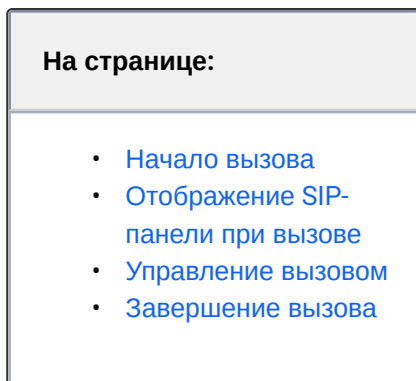 На странице:
• Начало вызова
• Отображение SIP-
панели при вызове
• Управление вызовом
• Завершение вызова